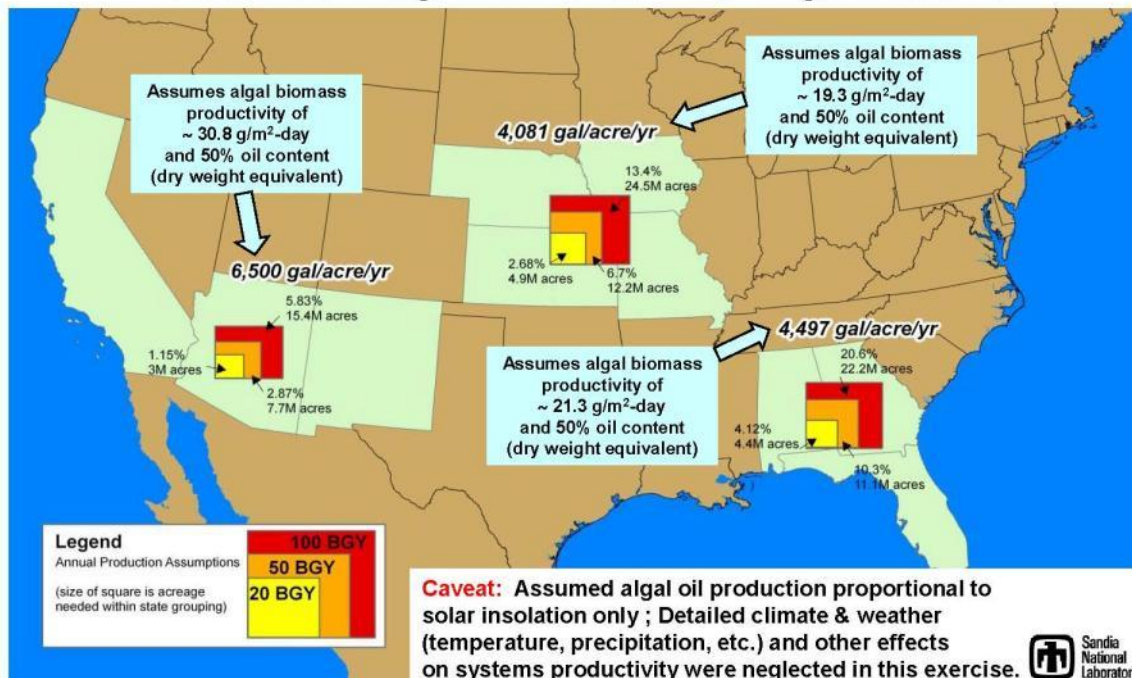 Assumes algal biomass
productivity of
~ 30.8 g/m²-day
and 50% oil content
(dry weight equivalent)
Assumes algal biomass
productivity of
~ 19.3 g/m²-day
and 50% oil content
(dry weight equivalent)
4,081 gal/acre/yr
13.4%
24.5M acres
2.68%
4.9M acres
6.7%
12.2M acres
6,500 gal/acre/yr
5.83%
15.4M acres
1.15%
3M acres
2.87%
7.7M acres
Assumes algal biomass
productivity of
~ 21.3 g/m²-day
and 50% oil content
(dry weight equivalent)
4,497 gal/acre/yr
20.6%
22.2M acres
4.12%
4.4M acres
10.3%
11.1M acres
Legend
Annual Production Assumptions
(size of square is acreage
needed within state grouping)
100 BGY
50 BGY
20 BGY
Caveat: Assumed algal oil production proportional to
solar insolation only ; Detailed climate & weather
(temperature, precipitation, etc.) and other effects
on systems productivity were neglected in this exercise.
Sandia
National